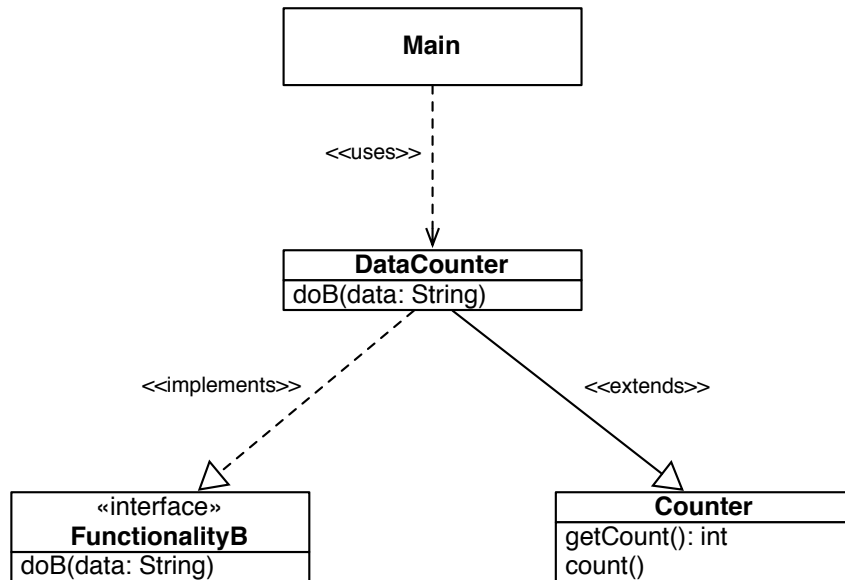 Main
<<uses>>
DataCounter
doB(data: String)
<<implements>>
<<extends>>
«interface»
FunctionalityB
doB(data: String)
Counter
getCount(): int
count()